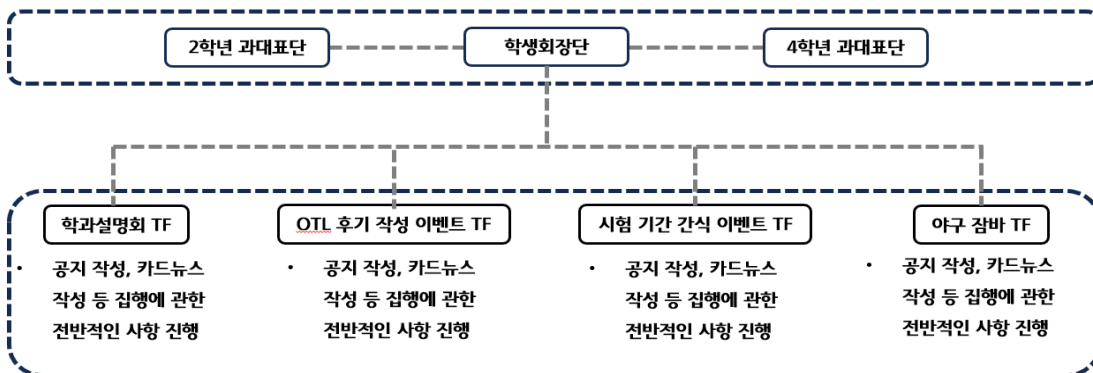 2학년 과대표단
학생회장단
4학년 과대표단
학과설명회 TF
OTL 후기 작성 이벤트 TF
시험 기간 간식 이벤트 TF
야구 잠바 TF
• 공지 작성, 카드뉴스
작성 등 집행에 관한
전반적인 사항 진행
• 공지 작성, 카드뉴스
작성 등 집행에 관한
전반적인 사항 진행
• 공지 작성, 카드뉴스
작성 등 집행에 관한
전반적인 사항 진행
• 공지 작성, 카드뉴스
작성 등 집행에 관한
전반적인 사항 진행